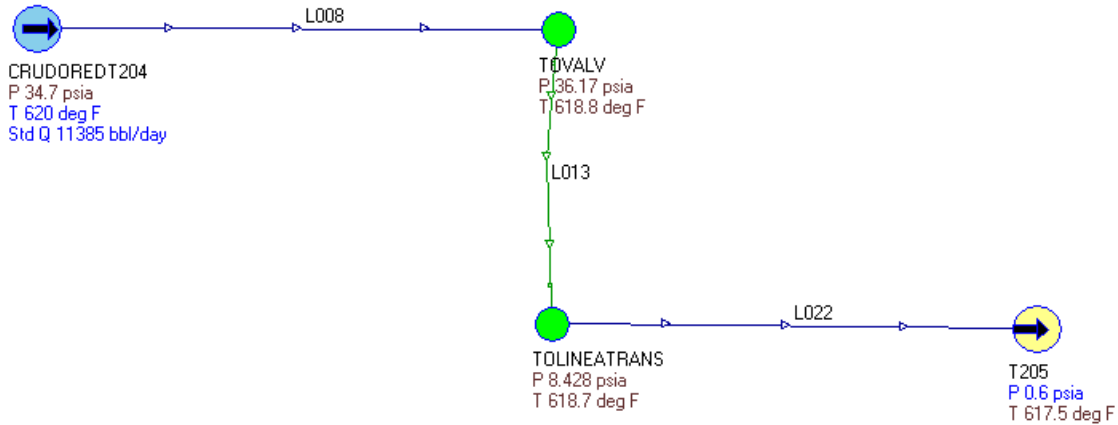 L008
CRUDOREDT204
P 34.7 psia
T 620 deg F
Std Q 11385 bbl/day
TOVALV
P 36.17 psia
T 618.8 deg F
L013
L022
TOLINEATRANS
P 8.428 psia
T 618.7 deg F
T205
P 0.6 psia
T 617.5 deg F